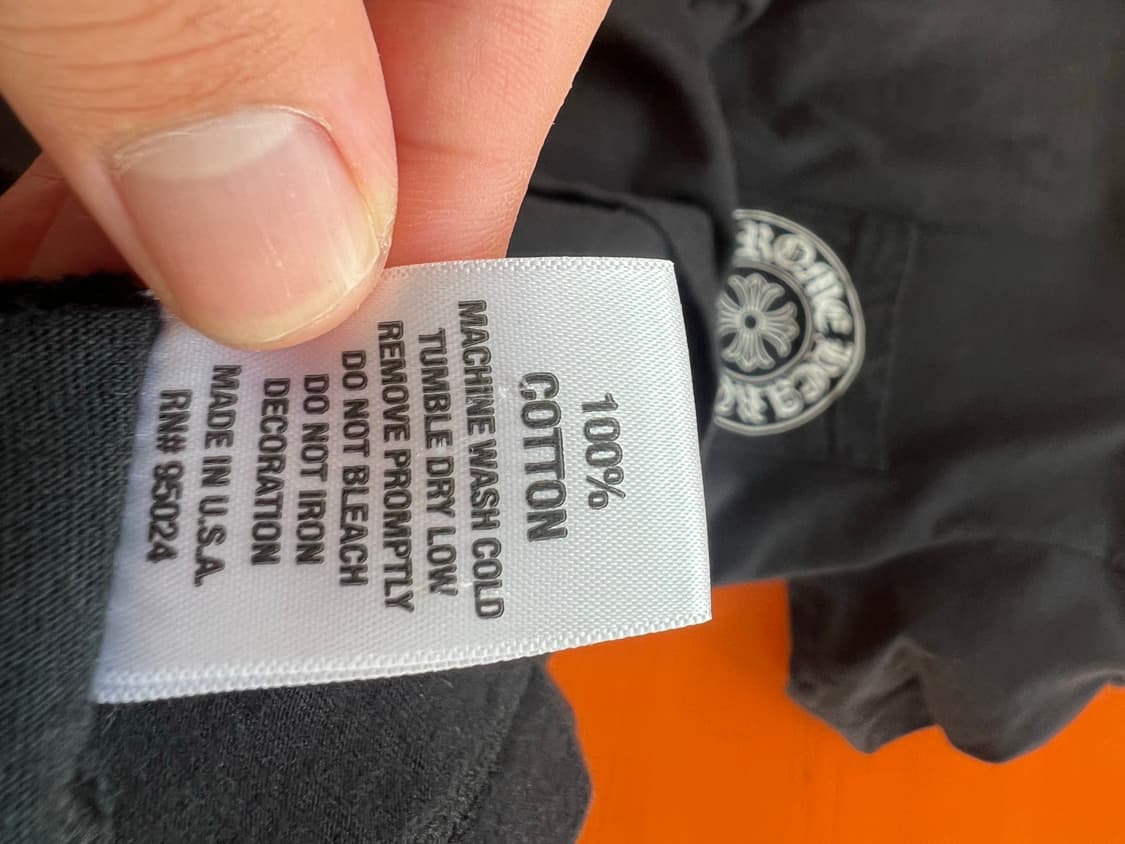 100%
COTTON
MACHINE WASH COLD
TUMBLE DRY LOW
REMOVE PROMPTLY
DO NOT BLEACH
DO NOT IRON
DECORATION
MADE IN U.S.A.
RN# 95024